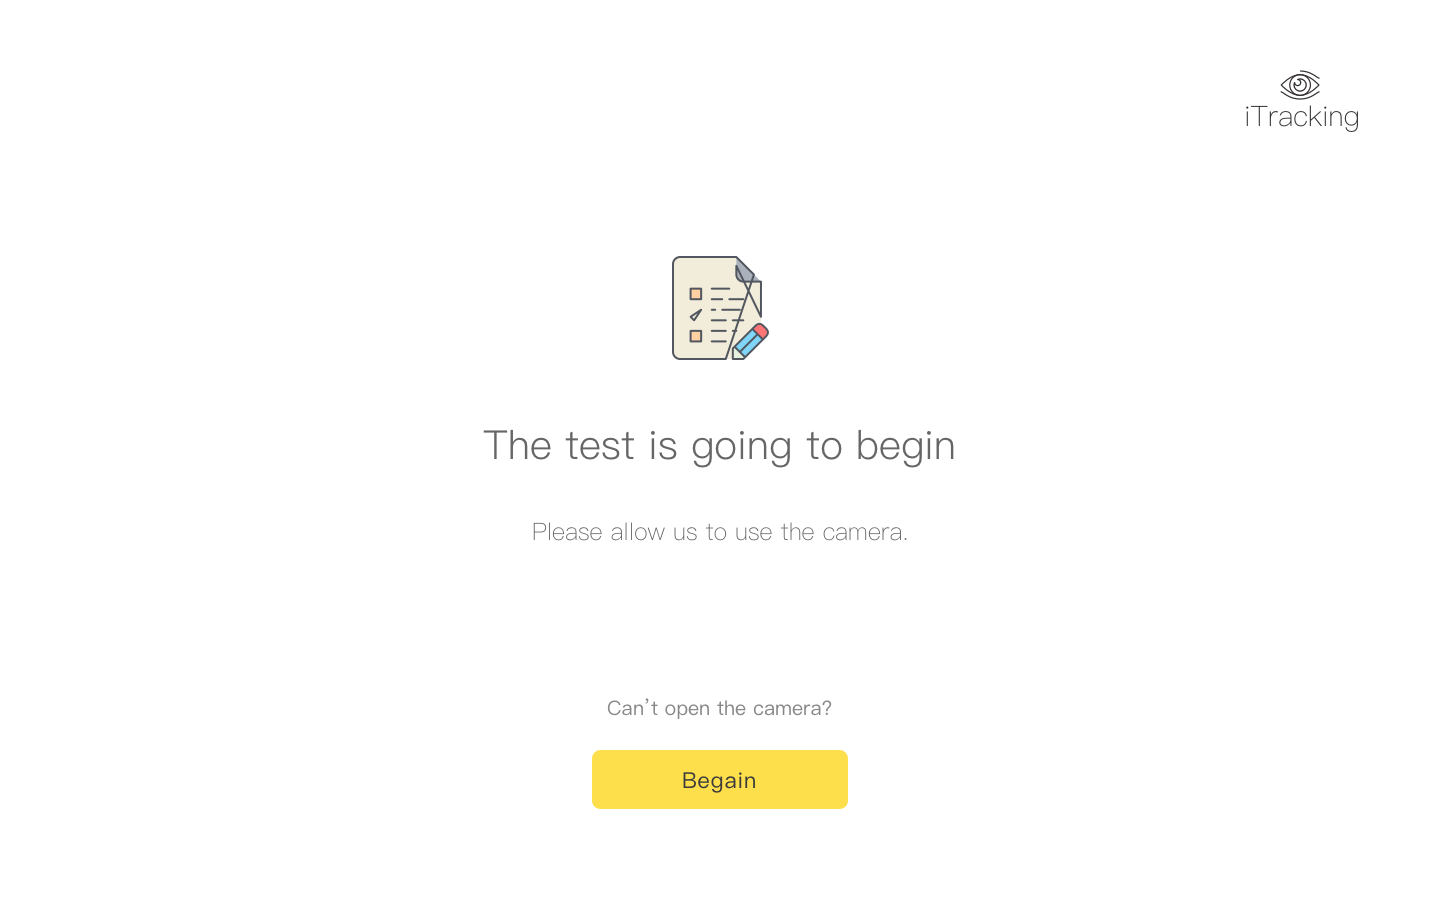 iTracking
The test is going to begin
Please allow us to use the camera.
Can't open the camera?
Begain